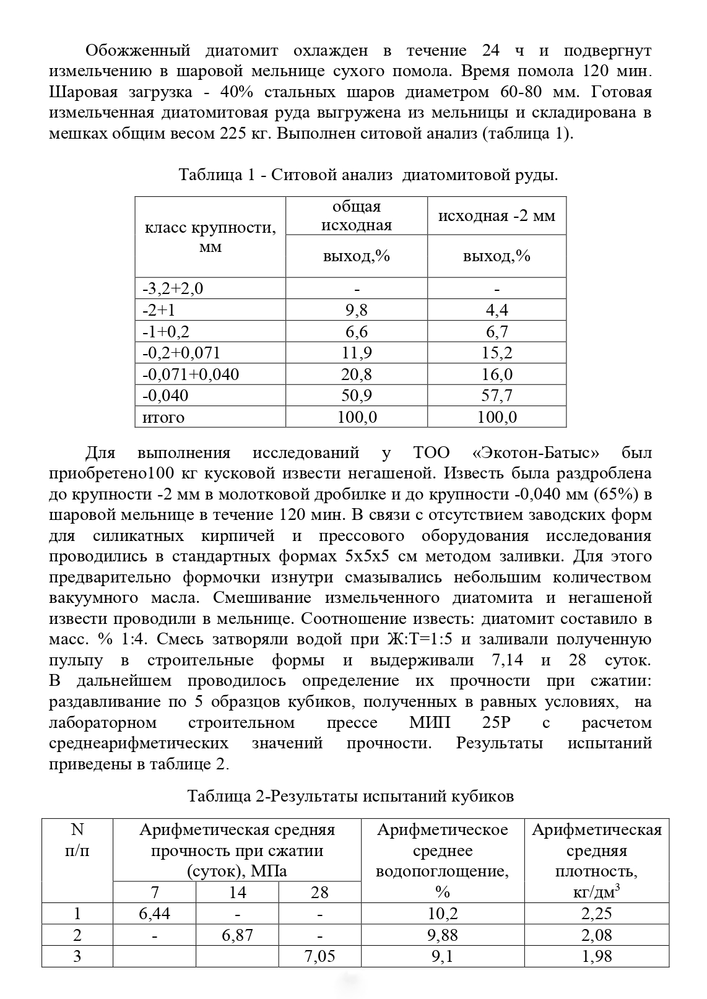 Обожженный диатомит охлажден в течение 24 ч и подвергнут
измельчению в шаровой мельнице сухого помола. Время помола 120 мин.
Шаровая загрузка - 40% стальных шаров диаметром 60-80 мм. Готовая
измельченная диатомитовая руда выгружена из мельницы и складирована в
мешках общим весом 225 кг. Выполнен ситовой анализ (таблица 1).
Таблица 1 - Ситовой анализ диатомитовой руды.
класс крупности, мм | общая исходная | исходная -2 мм
выход,% | выход,%
-3,2+2,0 | - | -
-2+1 | 9,8 | 4,4
-1+0,2 | 6,6 | 6,7
-0,2+0,071 | 11,9 | 15,2
-0,071+0,040 | 20,8 | 16,0
-0,040 | 50,9 | 57,7
итого | 100,0 | 100,0
Для выполнения исследований у ТОО «Экотон-Батыс» был
приобретено100 кг кусковой извести негашеной. Известь была раздроблена
до крупности -2 мм в молотковой дробилке и до крупности -0,040 мм (65%) в
шаровой мельнице в течение 120 мин. В связи с отсутствием заводских форм
для силикатных кирпичей и прессового оборудования исследования
проводились в стандартных формах 5х5х5 см методом заливки. Для этого
предварительно формочки изнутри смазывались небольшим количеством
вакуумного масла. Смешивание измельченного диатомита и негашеной
извести проводили в мельнице. Соотношение известь: диатомит составило в
масс. % 1:4. Смесь затворяли водой при Ж:Т=1:5 и заливали полученную
пульпу в строительные формы и выдерживали 7,14 и 28 суток.
В дальнейшем проводилось определение их прочности при сжатии:
раздавливание по 5 образцов кубиков, полученных в равных условиях, на
лабораторном строительном прессе МИП 25Р с расчетом
среднеарифметических значений прочности. Результаты испытаний
приведены в таблице 2.
Таблица 2-Результаты испытаний кубиков
N п/п | Арифметическая средняя прочность при сжатии (суток), МПа | Арифметическое среднее водопоглощение, % | Арифметическая средняя плотность, кг/дм³
7 | 14 | 28
1 | 6,44 | - | - | 10,2 | 2,25
2 | - | 6,87 | - | 9,88 | 2,08
3 | | | 7,05 | 9,1 | 1,98